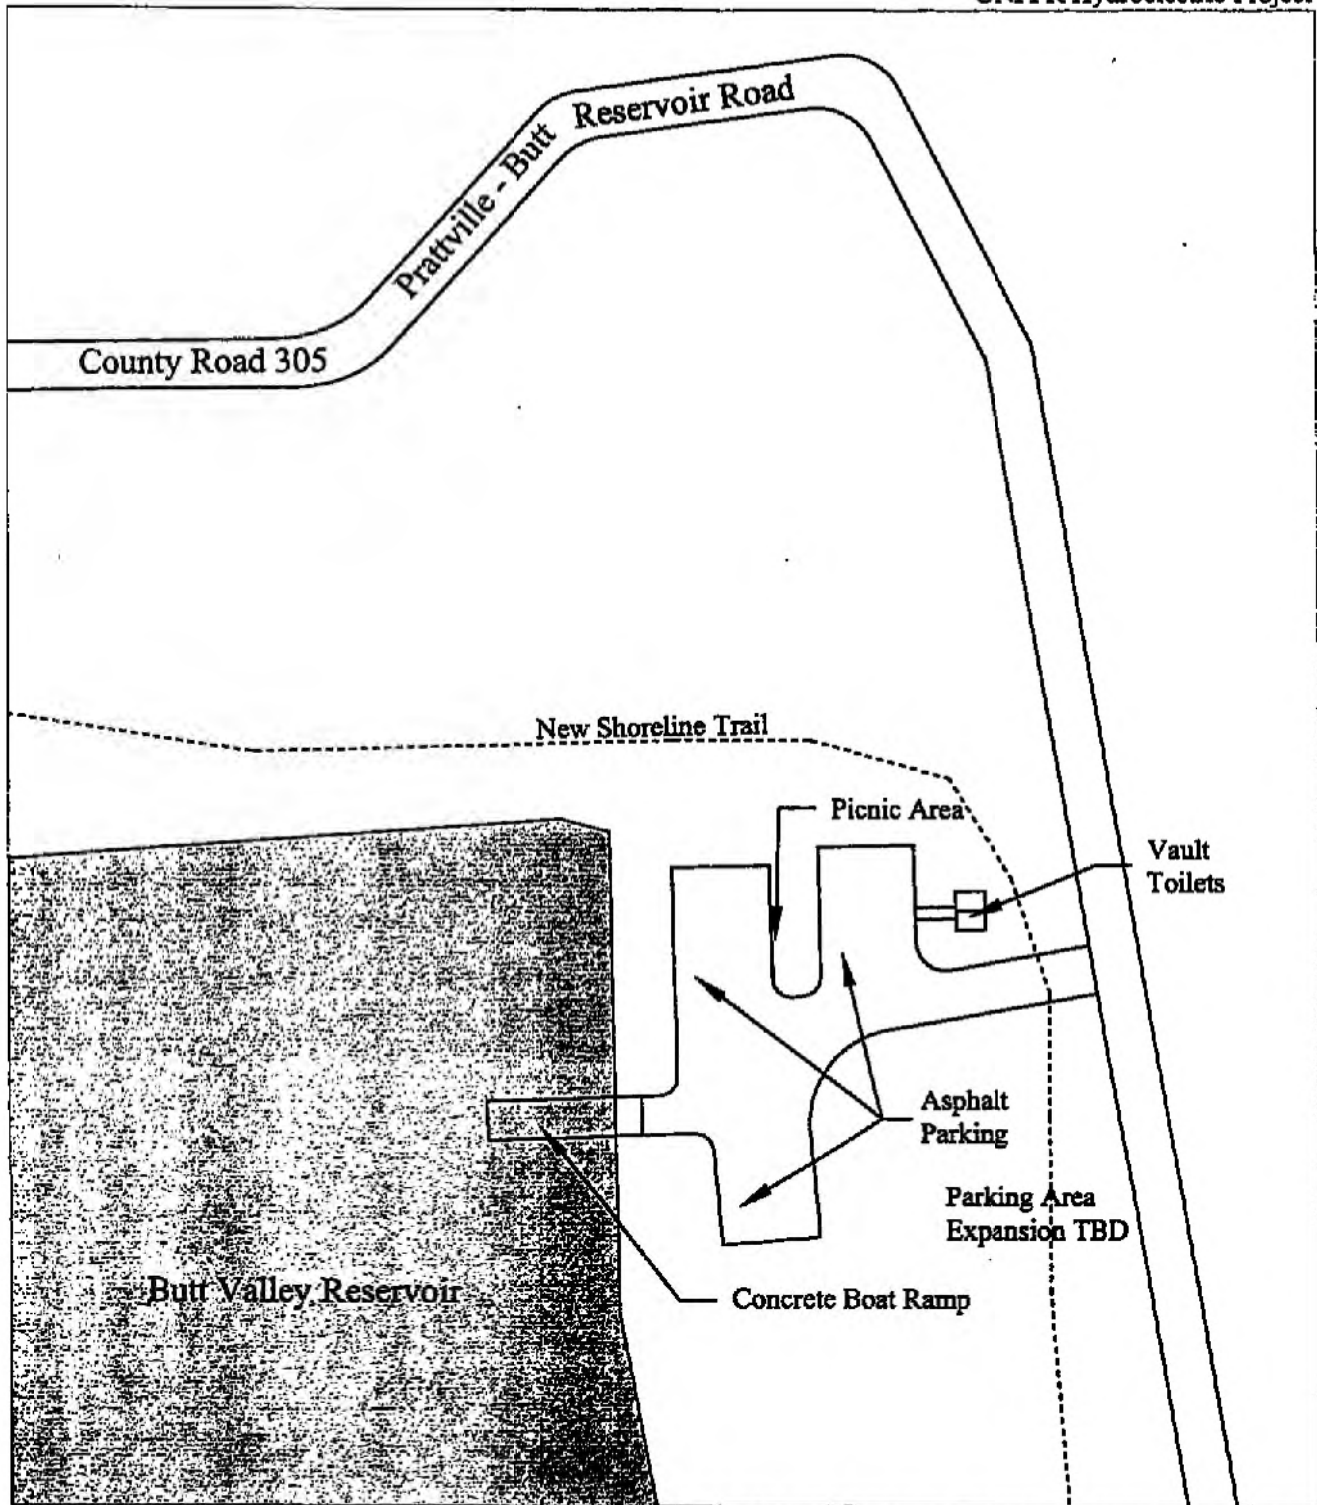 Reservoir Road
Prattville - Butt
County Road 305
New Shoreline Trail
Picnic Area
Vault
Toilets
Asphalt
Parking
Parking Area
Expansion TBD
Butt Valley Reservoir
Concrete Boat Ramp